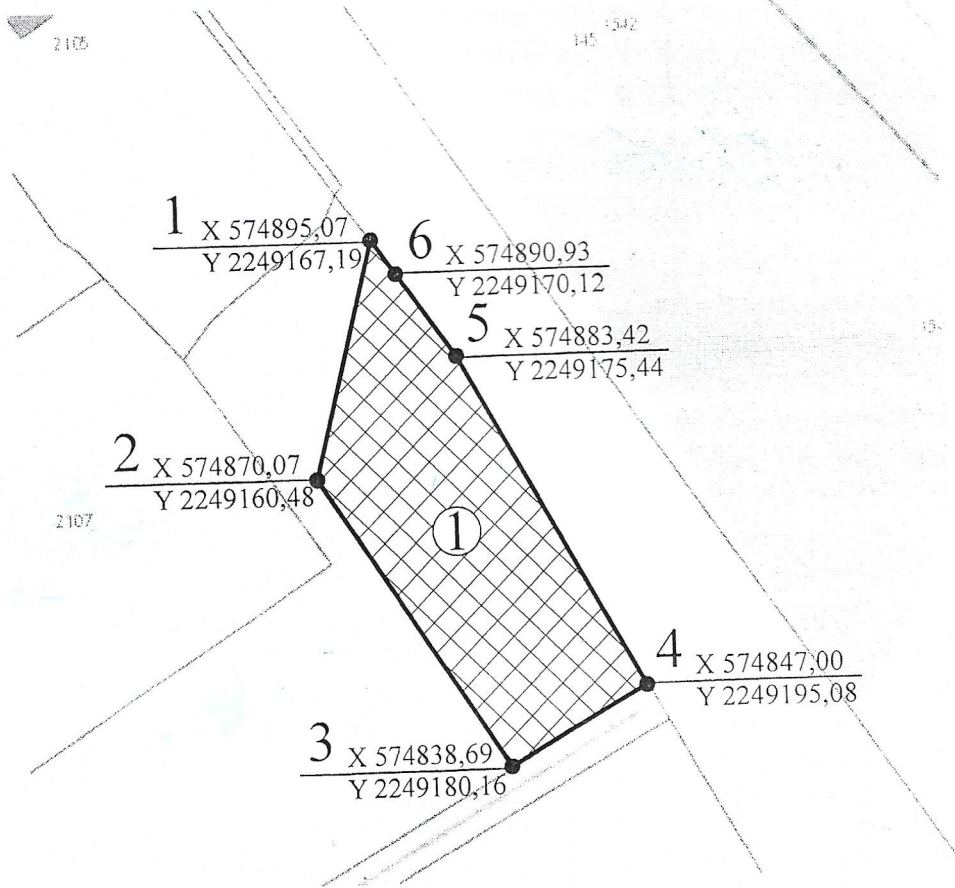 1542
145
2105
1
X 574895,07
Y 2249167,19
6
X 574890,93
Y 2249170,12
5
X 574883,42
Y 2249175,44
2
X 574870,07
Y 2249160,48
2107
1
4
X 574847,00
Y 2249195,08
3
X 574838,69
Y 2249180,16